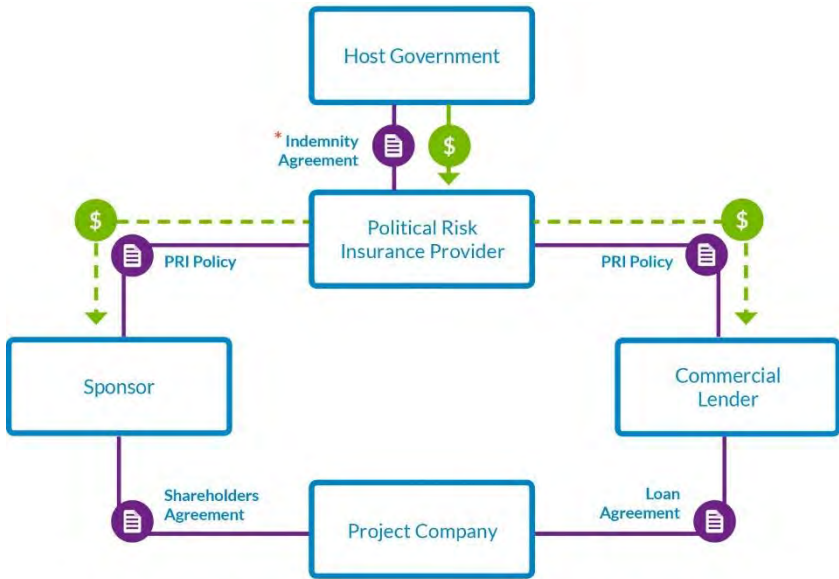 Host Government
* Indemnity
Agreement
$
$
Political Risk
Insurance Provider
$
PRI Policy
PRI Policy
Sponsor
Commercial
Lender
Shareholders
Agreement
Project Company
Loan
Agreement